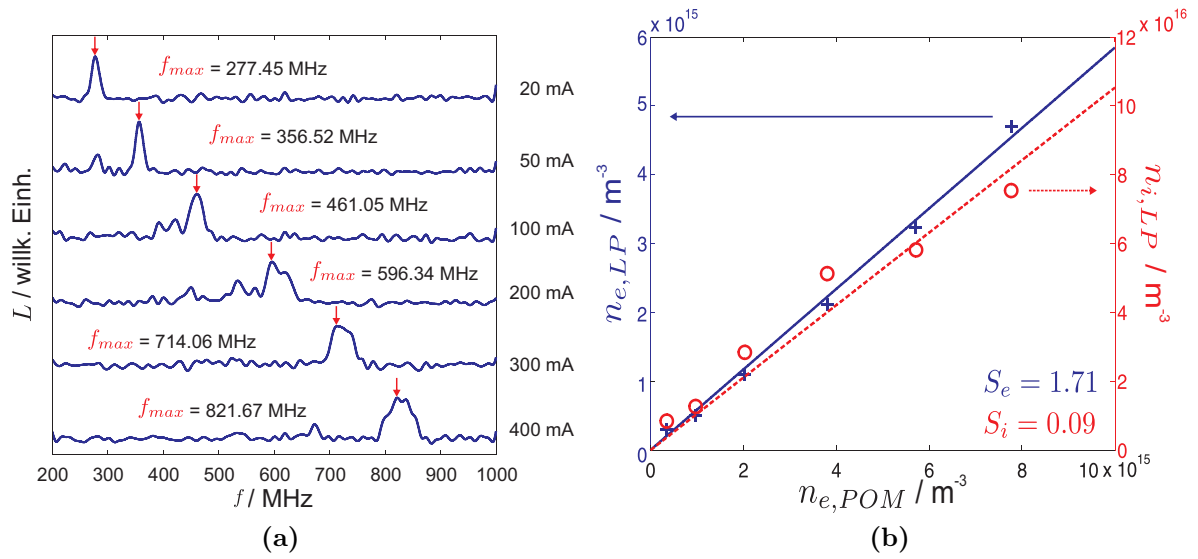 f_max = 277.45 MHz
20 mA
f_max = 356.52 MHz
50 mA
f_max = 461.05 MHz
100 mA
f_max = 596.34 MHz
200 mA
f_max = 714.06 MHz
300 mA
f_max = 821.67 MHz
400 mA
L / willk. Einh.
200 300 400 500 600 700 800 900 1000
f / MHz
(a)
6 x 10^15
5
4
3
2
1
0
n_e,LP / m^-3
12 x 10^16
10
8
6
4
2
0
n_i,LP / m^-3
S_e = 1.71
S_i = 0.09
0 2 4 6 8 10 x 10^15
n_e,POM / m^-3
(b)